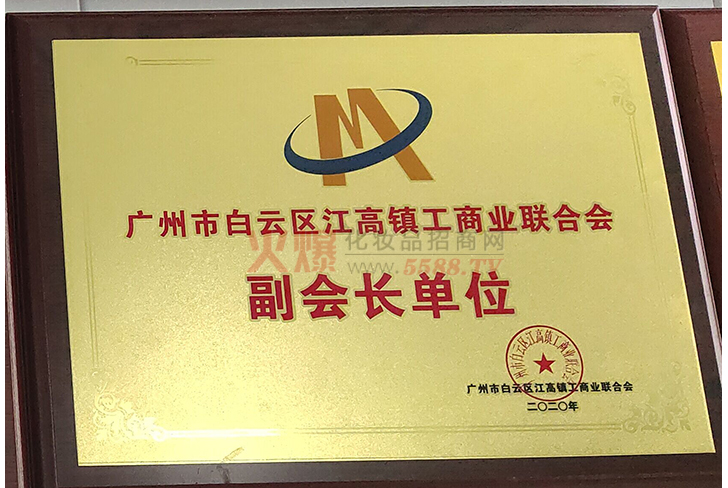 广州市白云区江高镇工商业联合会
火爆化妆品招商网
www.5588.TV
副会长单位
广州市白云区江高镇工商业联合会
广州市白云区江高镇工商业联合会
二〇二〇年